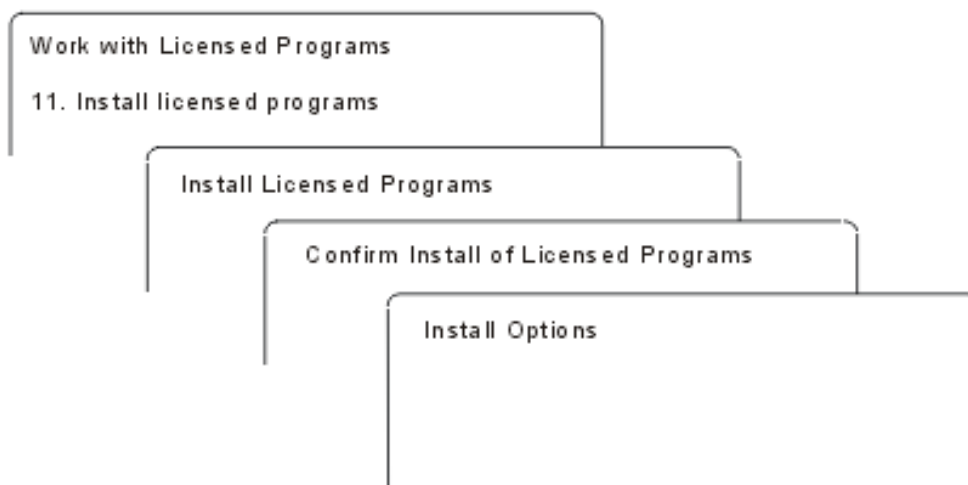 Work with Licensed Programs
11. Install licensed programs
Install Licensed Programs
Confirm Install of Licensed Programs
Install Options